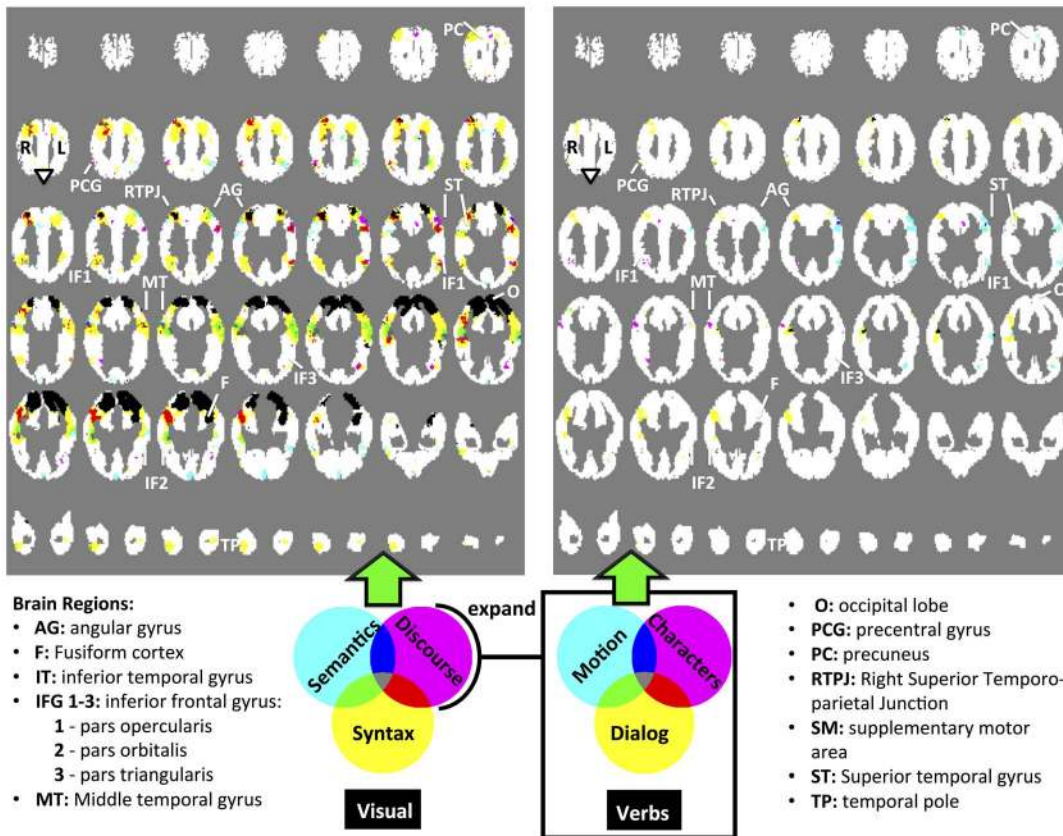 PC
R L
PCG
RTPJ
AG
ST
IF1
MT
IF1
O
IF3
F
IF2
TP
PC
R L
PCG
RTPJ
AG
ST
IF1
MT
IF1
IF3
F
IF2
TP
Brain Regions:
• AG: angular gyrus
• F: Fusiform cortex
• IT: inferior temporal gyrus
• IFG 1-3: inferior frontal gyrus:
1 - pars opercularis
2 - pars orbitalis
3 - pars triangularis
• MT: Middle temporal gyrus
Semantics
Discourse
Syntax
Visual
expand
Motion
Characters
Dialog
Verbs
• O: occipital lobe
• PCG: precentral gyrus
• PC: precuneus
• RTPJ: Right Superior Temporo-
parietal Junction
• SM: supplementary motor
area
• ST: Superior temporal gyrus
• TP: temporal pole